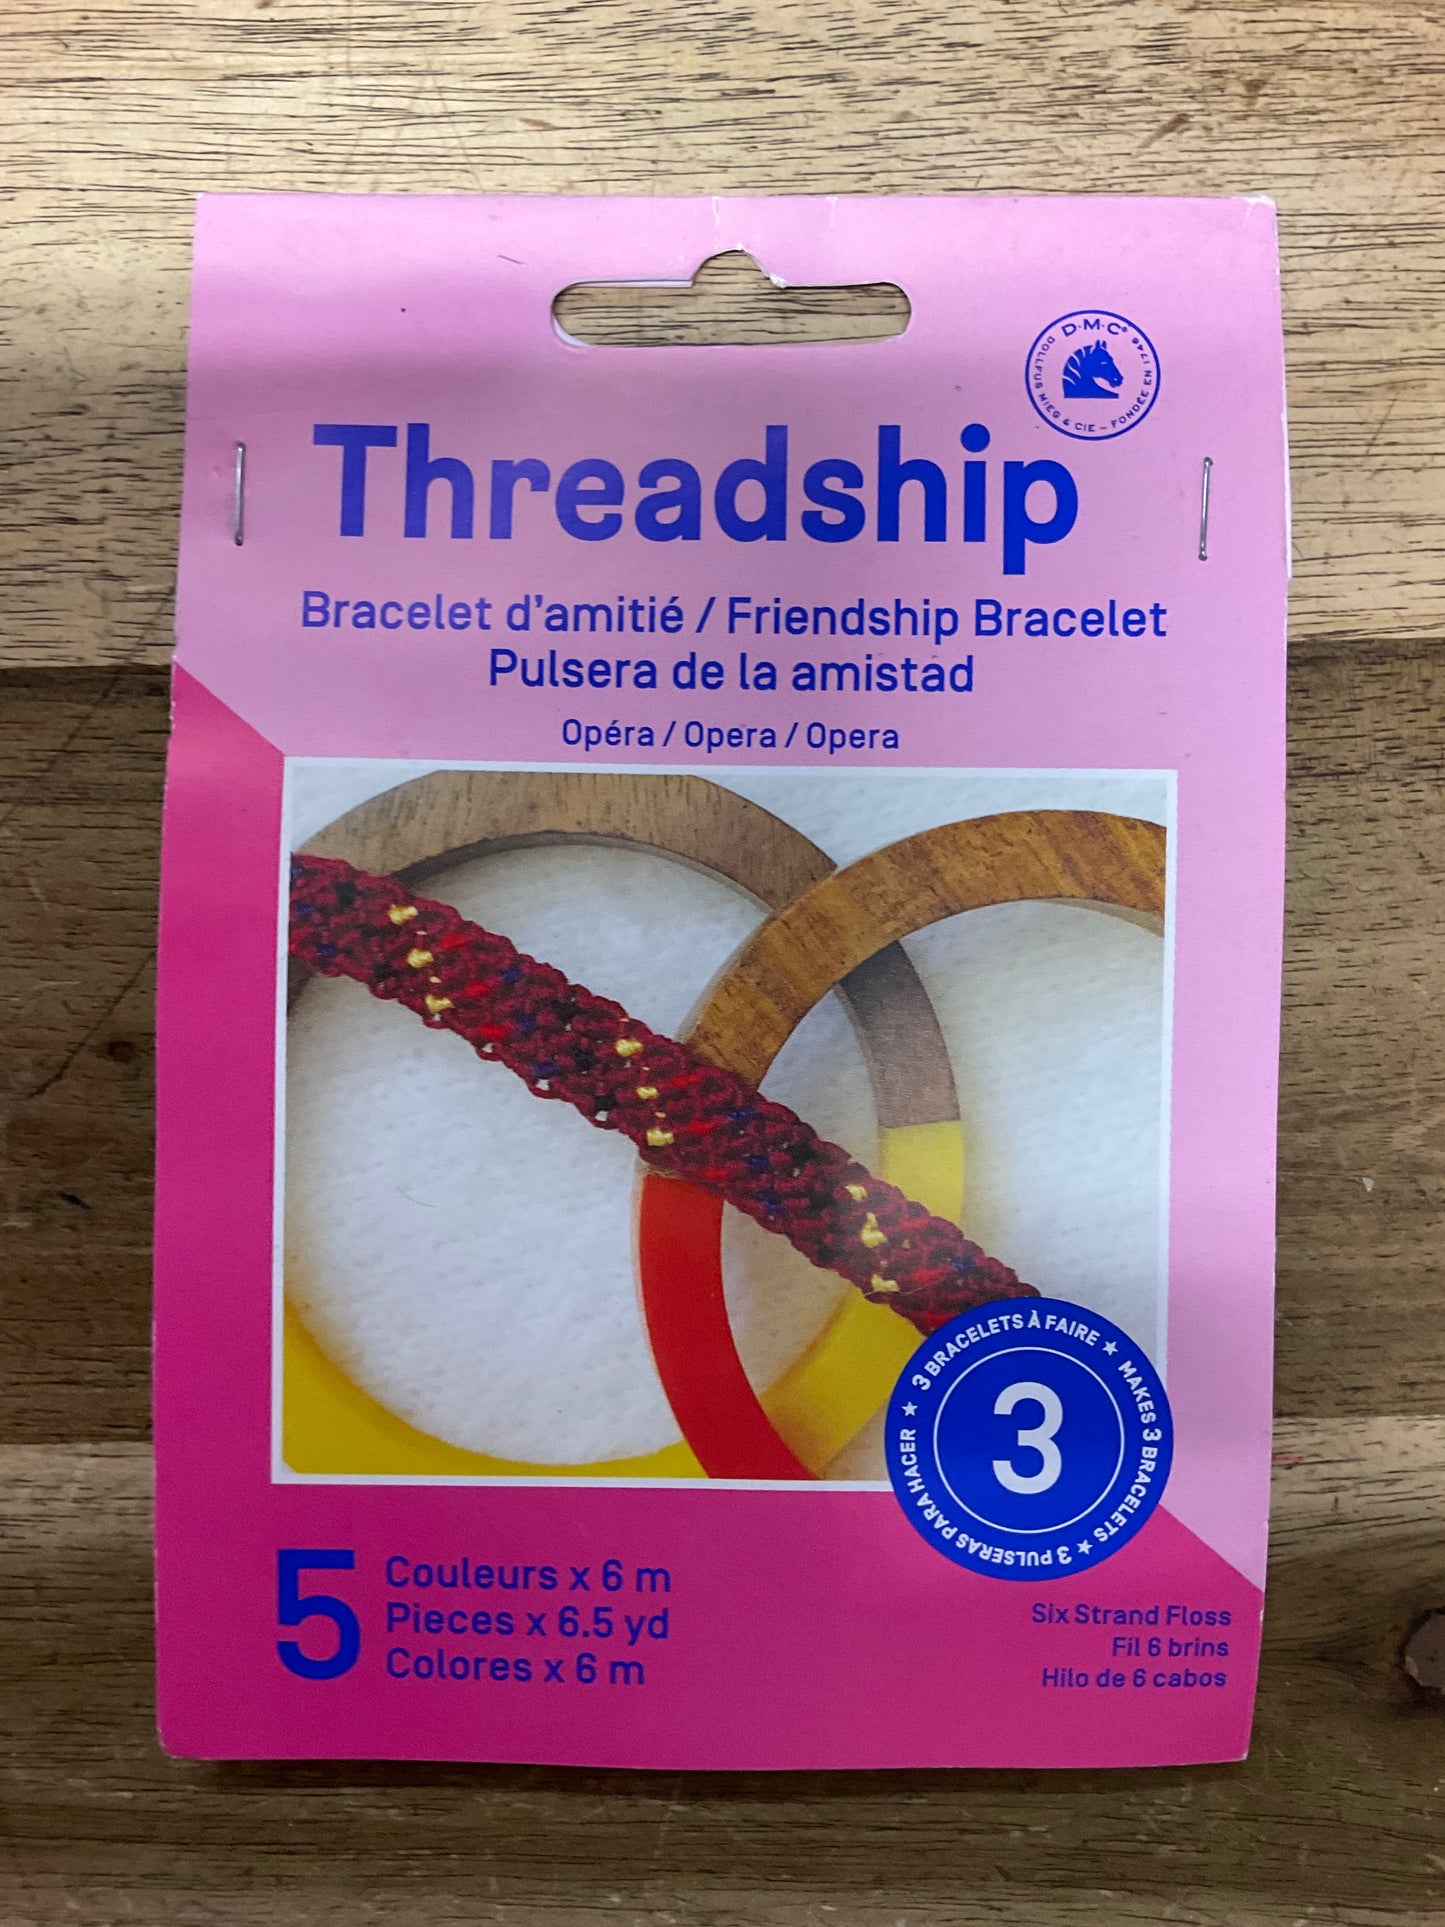 D·M·C®
DOLLFUS MIEG & CIE – FONDÉE EN 1746
Threadship
Bracelet d'amitié / Friendship Bracelet
Pulsera de la amistad
Opéra / Opera / Opera
3 BRACELETS À FAIRE ★ MAKES 3 BRACELETS ★ 3 PULSERAS PARA HACER ★
3
5
Couleurs x 6 m
Pieces x 6.5 yd
Colores x 6 m
Six Strand Floss
Fil 6 brins
Hilo de 6 cabos